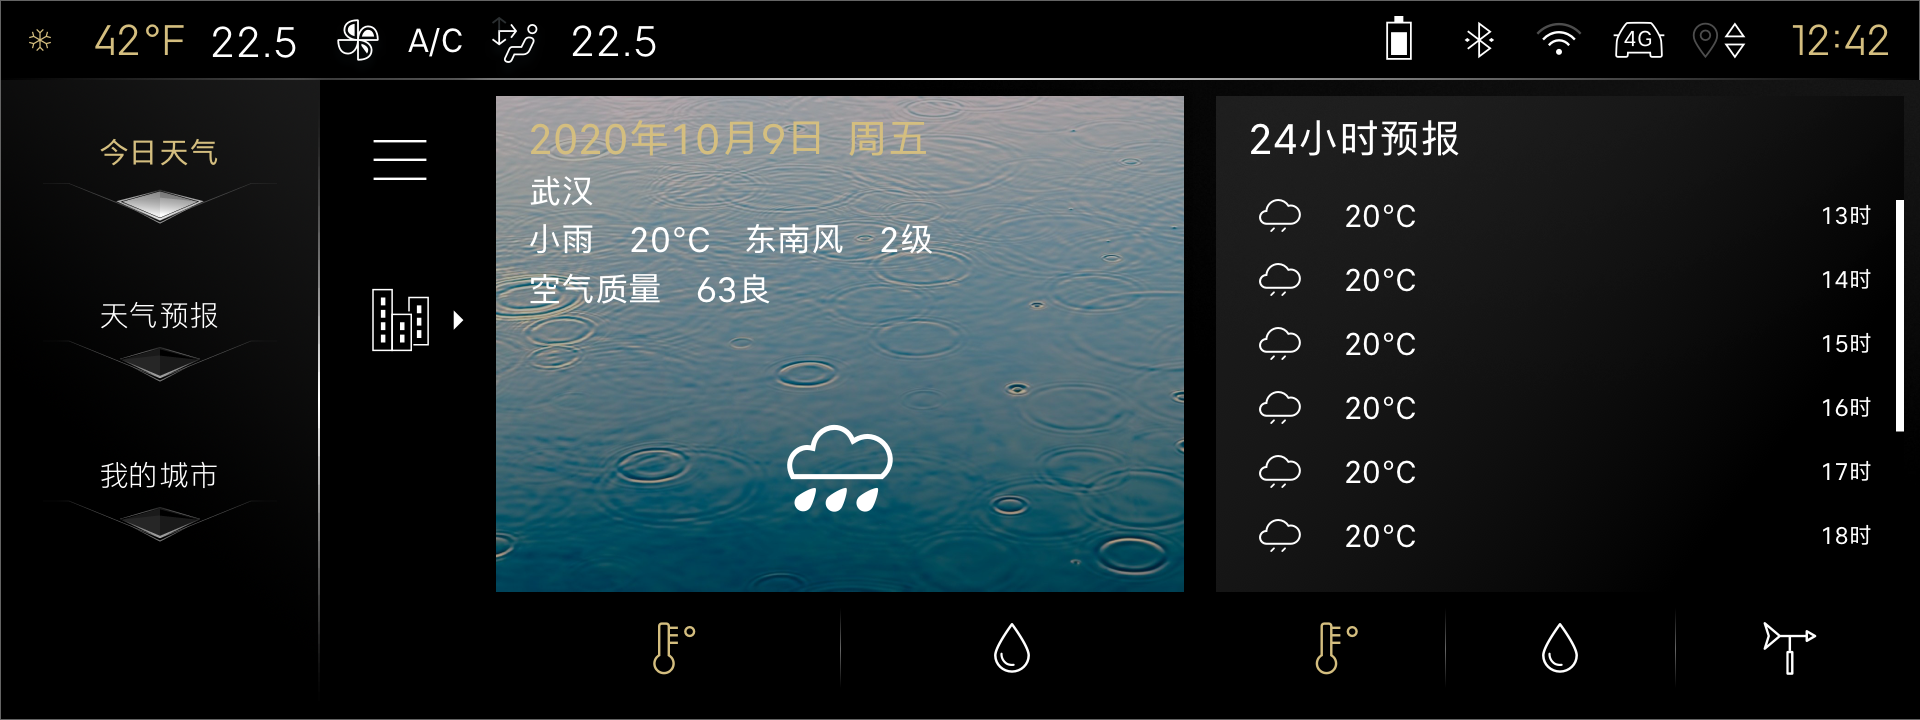 42°F 22.5 A/C 22.5 4G 12:42
今日天气
天气预报
我的城市
2020年10月9日 周五
武汉
小雨 20°C 东南风 2级
空气质量 63良
24小时预报
20°C 13时
20°C 14时
20°C 15时
20°C 16时
20°C 17时
20°C 18时